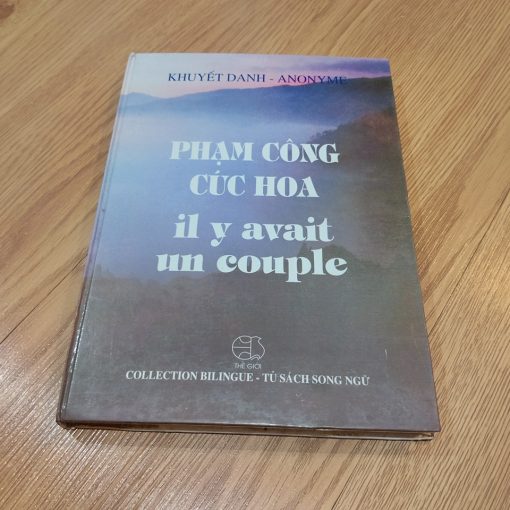 KHUYẾT DANH - ANONYME
PHẠM CÔNG
CÚC HOA
il y avait
un couple
THẾ GIỚI
COLLECTION BILINGUE - TỦ SÁCH SONG NGỮ